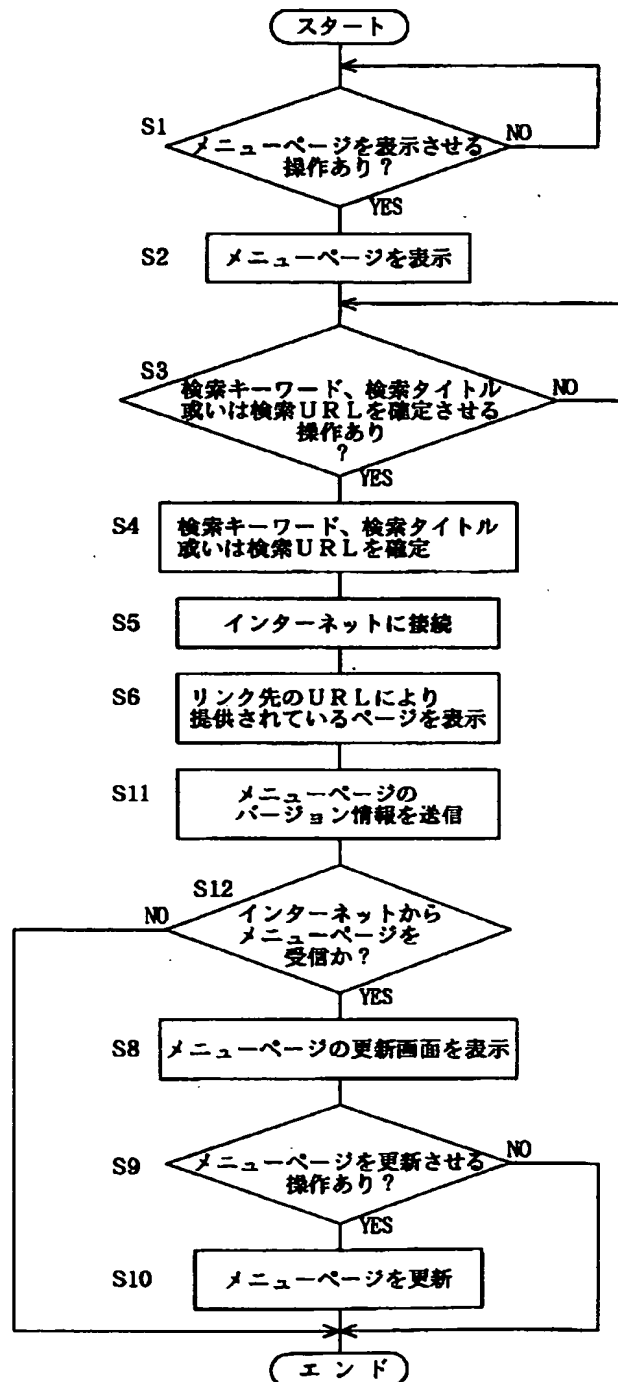 スタート
S1
メニューページを表示させる
操作あり?
NO
YES
S2
メニューページを表示
S3
検索キーワード、検索タイトル
或いは検索URLを確定させる
操作あり
?
NO
YES
S4
検索キーワード、検索タイトル
或いは検索URLを確定
S5
インターネットに接続
S6
リンク先のURLにより
提供されているページを表示
S11
メニューページの
バージョン情報を送信
S12
インターネットから
メニューページを
受信か?
NO
YES
S8
メニューページの更新画面を表示
S9
メニューページを更新させる
操作あり?
NO
YES
S10
メニューページを更新
エンド